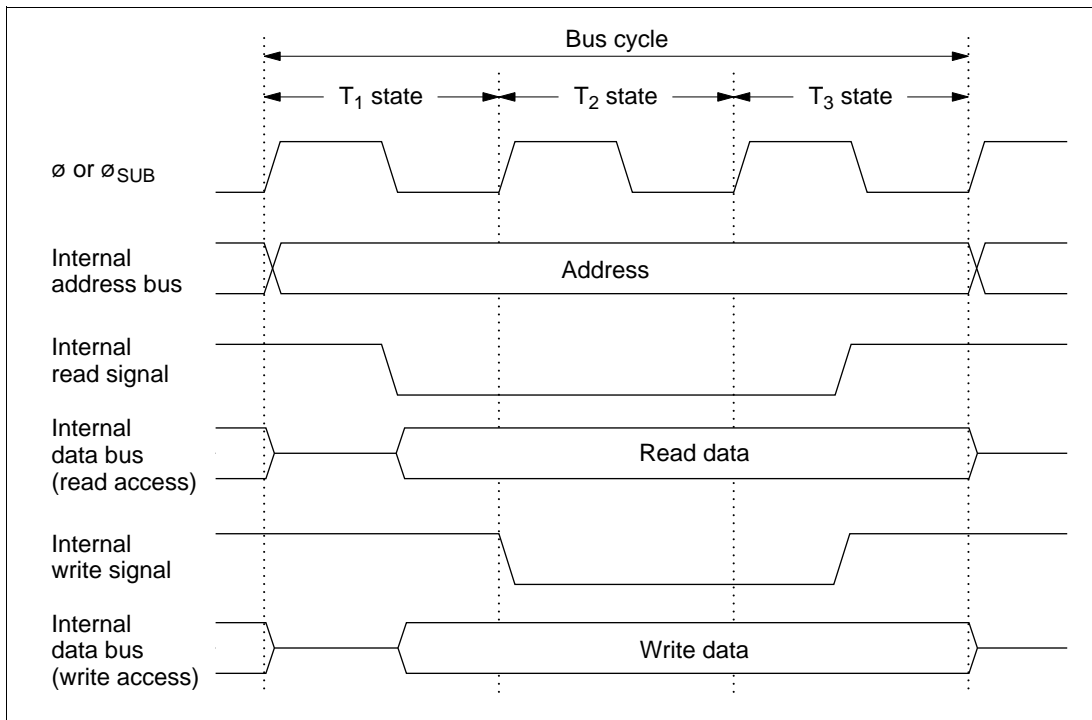 Bus cycle
T1 state
T2 state
T3 state
ø or øSUB
Internal
address bus
Address
Internal
read signal
Internal
data bus
(read access)
Read data
Internal
write signal
Internal
data bus
(write access)
Write data